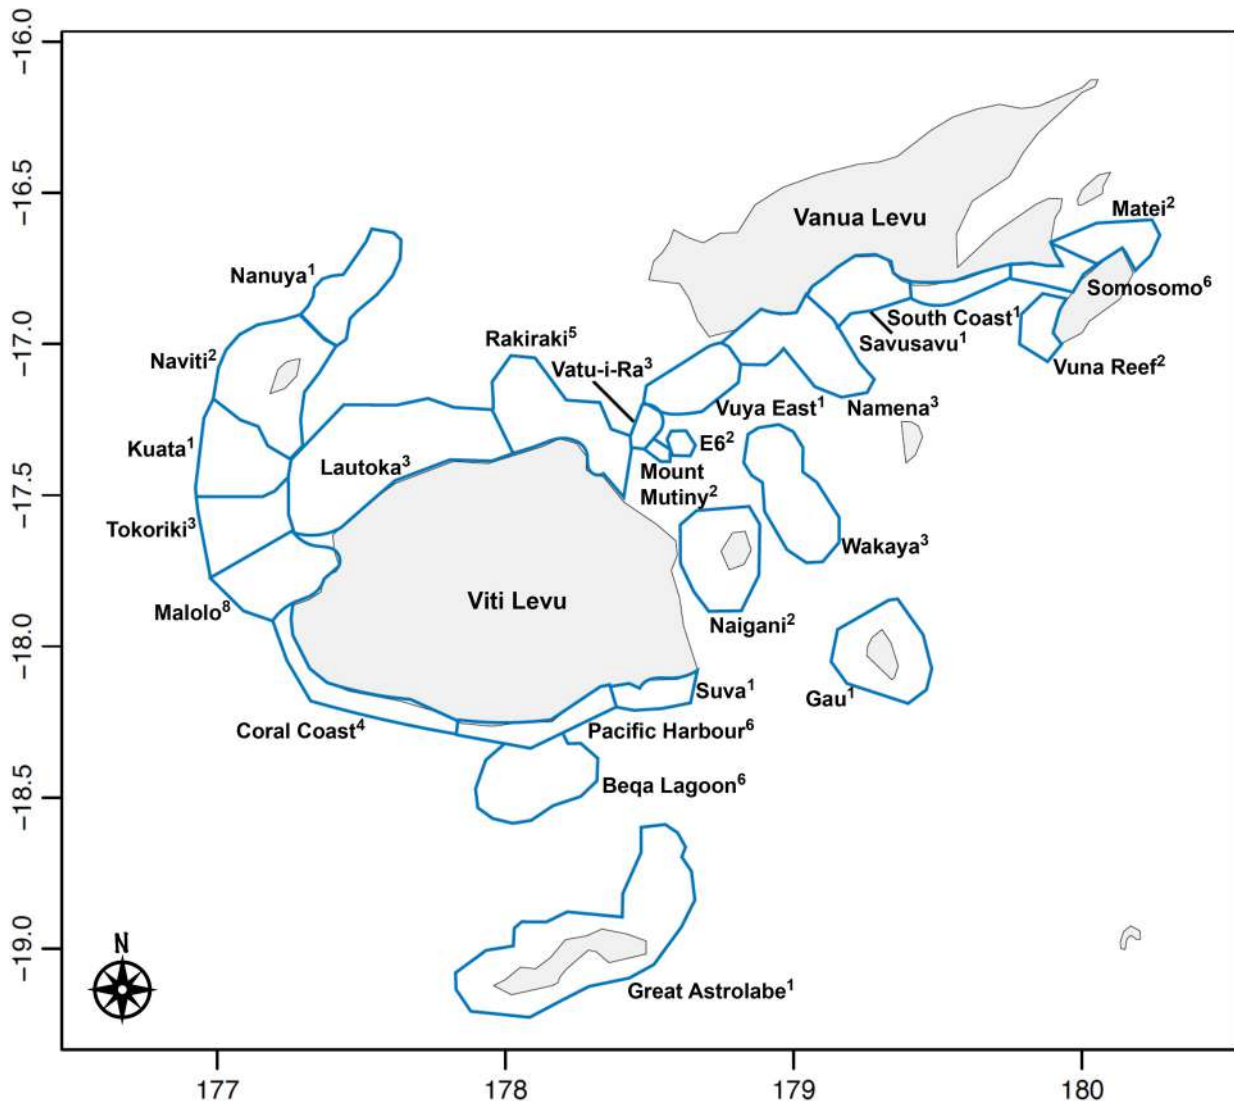 −16.0
−16.5
−17.0
−17.5
−18.0
−18.5
−19.0
Vanua Levu
Matei²
Nanuya¹
Somosomo⁶
South Coast¹
Savusavu¹
Rakiraki⁵
Naviti²
Vatu-i-Ra³
Vuna Reef²
Vuya East¹
Namena³
Kuata¹
E6²
Lautoka³
Mount
Mutiny²
Tokoriki³
Wakaya³
Viti Levu
Malolo⁸
Naigani²
Suva¹
Gau¹
Coral Coast⁴
Pacific Harbour⁶
Beqa Lagoon⁶
N
Great Astrolabe¹
177
178
179
180